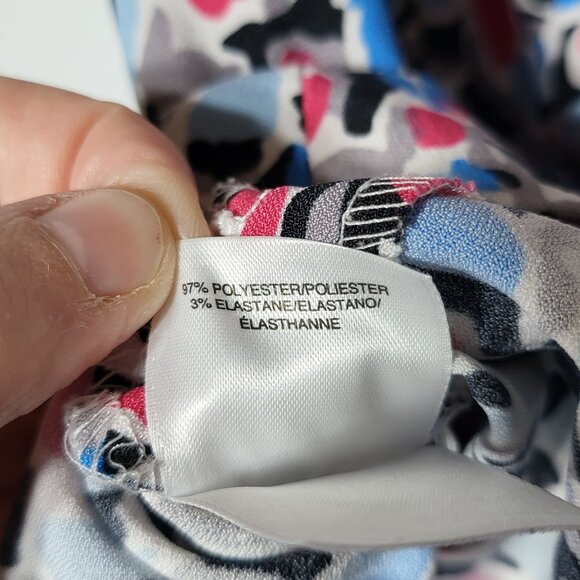 97% POLYESTER/POLIESTER
3% ELASTANE/ELASTANO/
ÉLASTHANNE